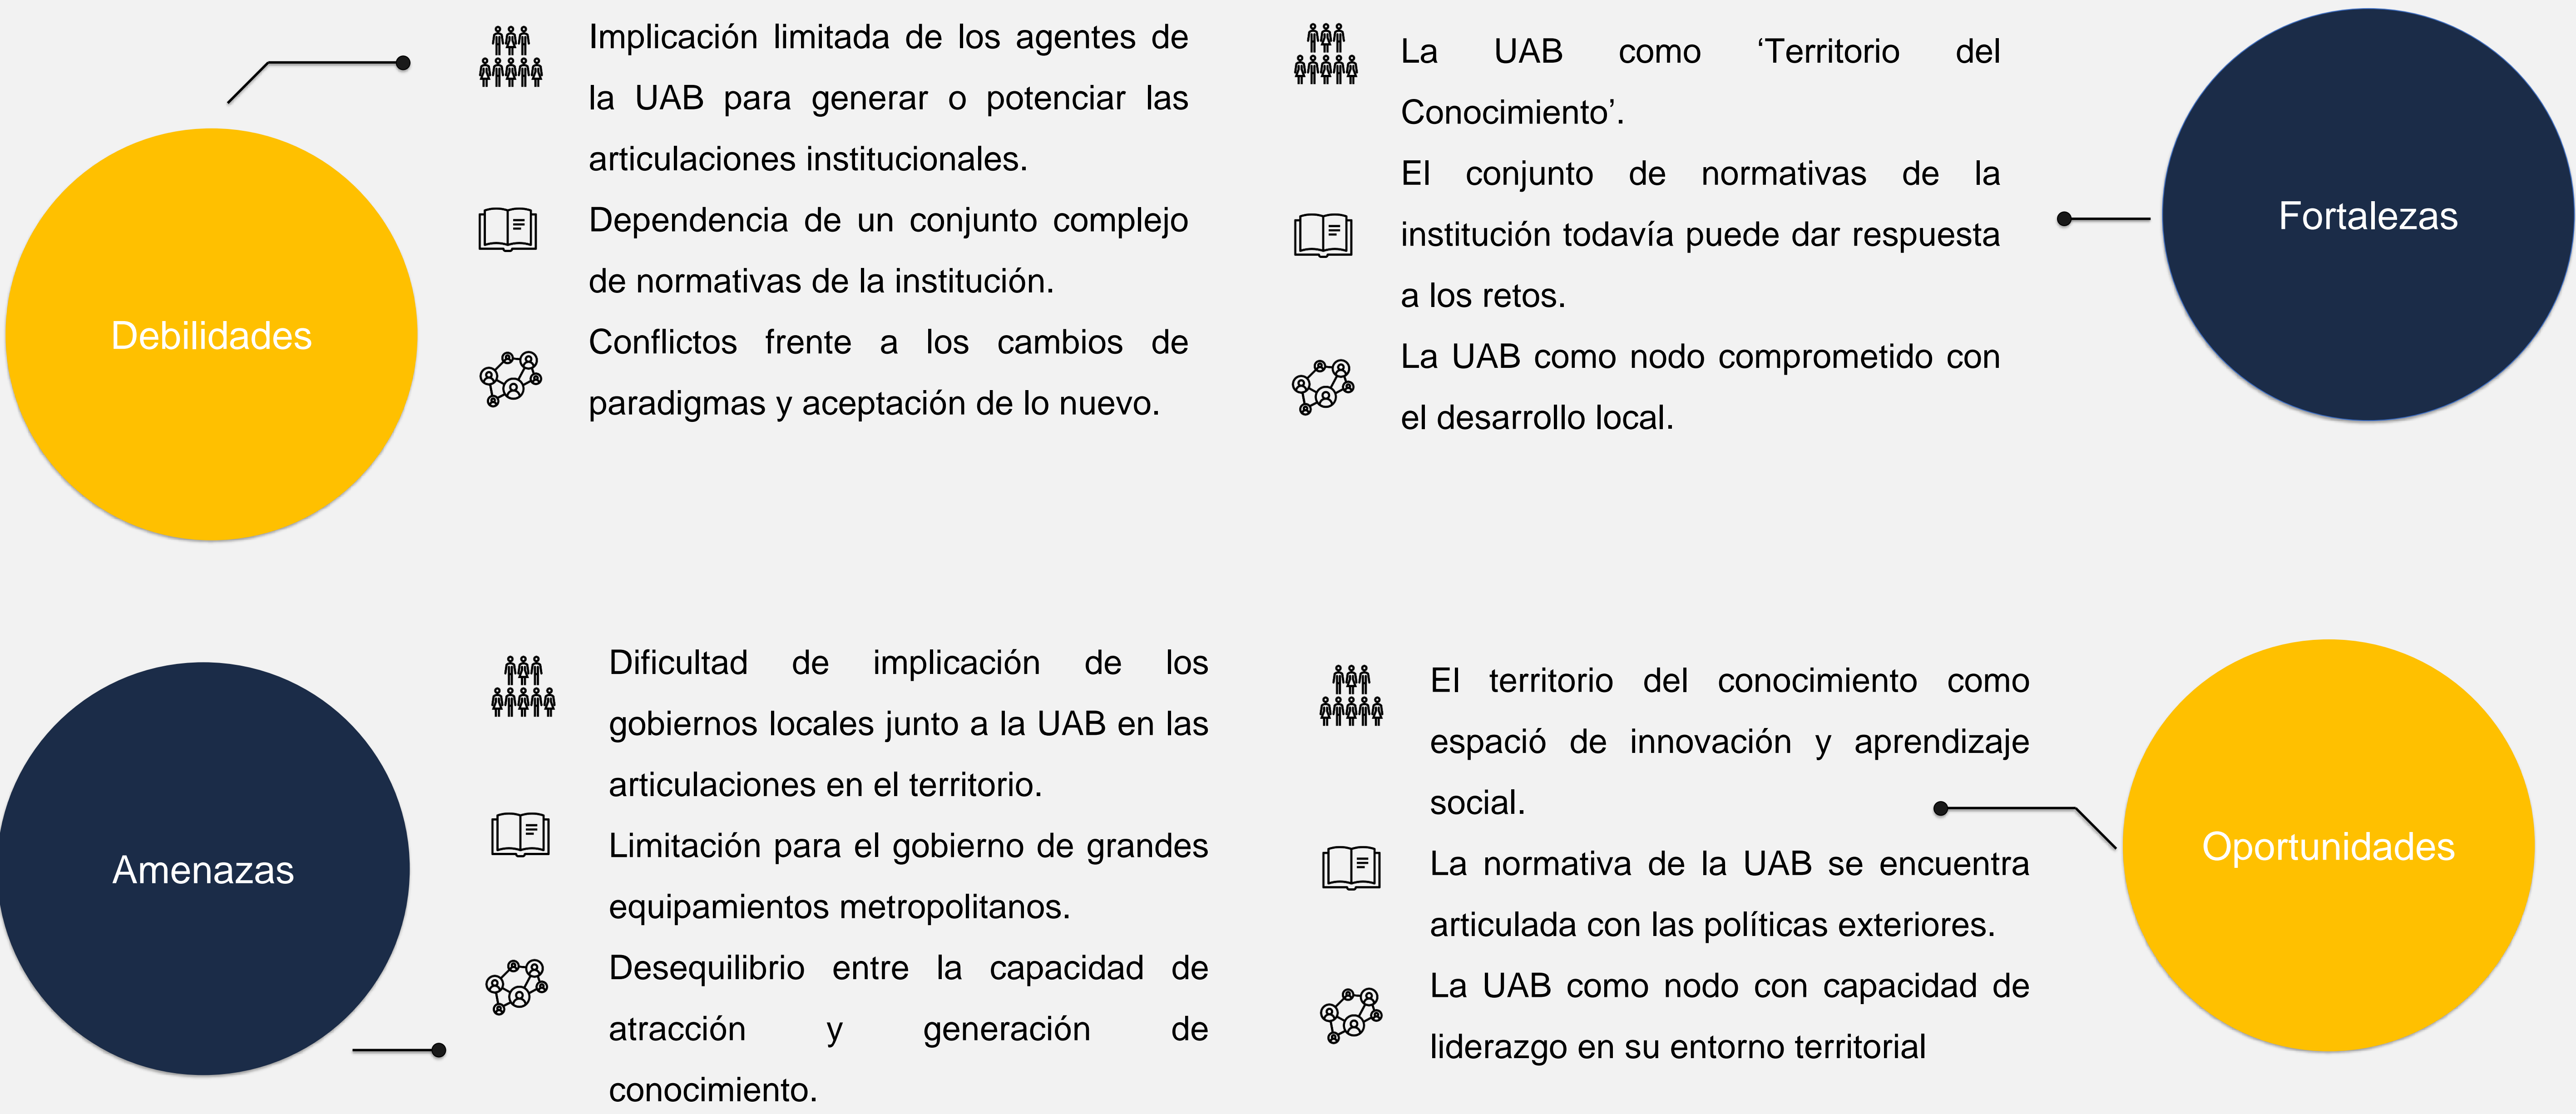 Debilidades
Implicación limitada de los agentes de
la UAB para generar o potenciar las
articulaciones institucionales.
Dependencia de un conjunto complejo
de normativas de la institución.
Conflictos frente a los cambios de
paradigmas y aceptación de lo nuevo.
La UAB como ‘Territorio del
Conocimiento’.
El conjunto de normativas de la
institución todavía puede dar respuesta
a los retos.
La UAB como nodo comprometido con
el desarrollo local.
Fortalezas
Amenazas
Dificultad de implicación de los
gobiernos locales junto a la UAB en las
articulaciones en el territorio.
Limitación para el gobierno de grandes
equipamientos metropolitanos.
Desequilibrio entre la capacidad de
atracción y generación de
conocimiento.
El territorio del conocimiento como
espació de innovación y aprendizaje
social.
La normativa de la UAB se encuentra
articulada con las políticas exteriores.
La UAB como nodo con capacidad de
liderazgo en su entorno territorial
Oportunidades